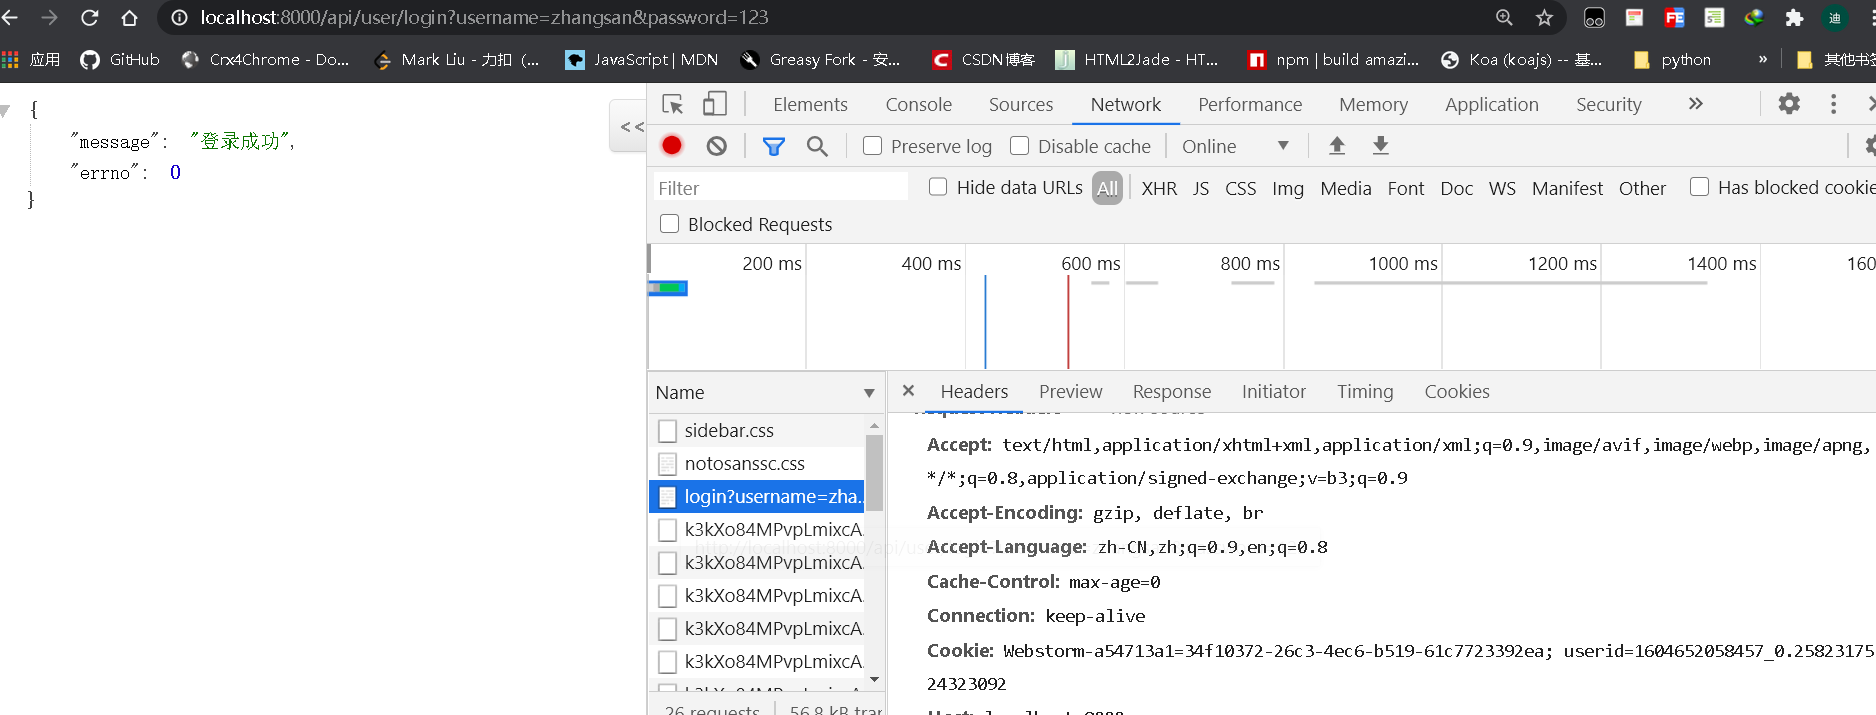 localhost:8000/api/user/login?username=zhangsan&password=123
迪
应用 GitHub Crx4Chrome - Do... Mark Liu - 力扣 (... JavaScript | MDN Greasy Fork - 安... CSDN博客 HTML2Jade - HT... npm | build amazi... Koa (koajs) -- 基... python » 其他书签
{
"message": "登录成功",
"errno": 0
}
<<
Elements Console Sources Network Performance Memory Application Security »
Preserve log Disable cache Online
Filter Hide data URLs All XHR JS CSS Img Media Font Doc WS Manifest Other Has blocked cookie
Blocked Requests
200 ms 400 ms 600 ms 800 ms 1000 ms 1200 ms 1400 ms 160
Name
sidebar.css
notosanssc.css
login?username=zha..
k3kXo84MPvpLmixcA.
k3kXo84MPvpLmixcA.
k3kXo84MPvpLmixcA.
k3kXo84MPvpLmixcA.
k3kXo84MPvpLmixcA.
26 requests 56.8 kB tran
Headers Preview Response Initiator Timing Cookies
Accept: text/html,application/xhtml+xml,application/xml;q=0.9,image/avif,image/webp,image/apng,
*/*;q=0.8,application/signed-exchange;v=b3;q=0.9
Accept-Encoding: gzip, deflate, br
Accept-Language: zh-CN,zh;q=0.9,en;q=0.8
Cache-Control: max-age=0
Connection: keep-alive
Cookie: Webstorm-a54713a1=34f10372-26c3-4ec6-b519-61c7723392ea; userid=1604652058457_0.25823175
24323092